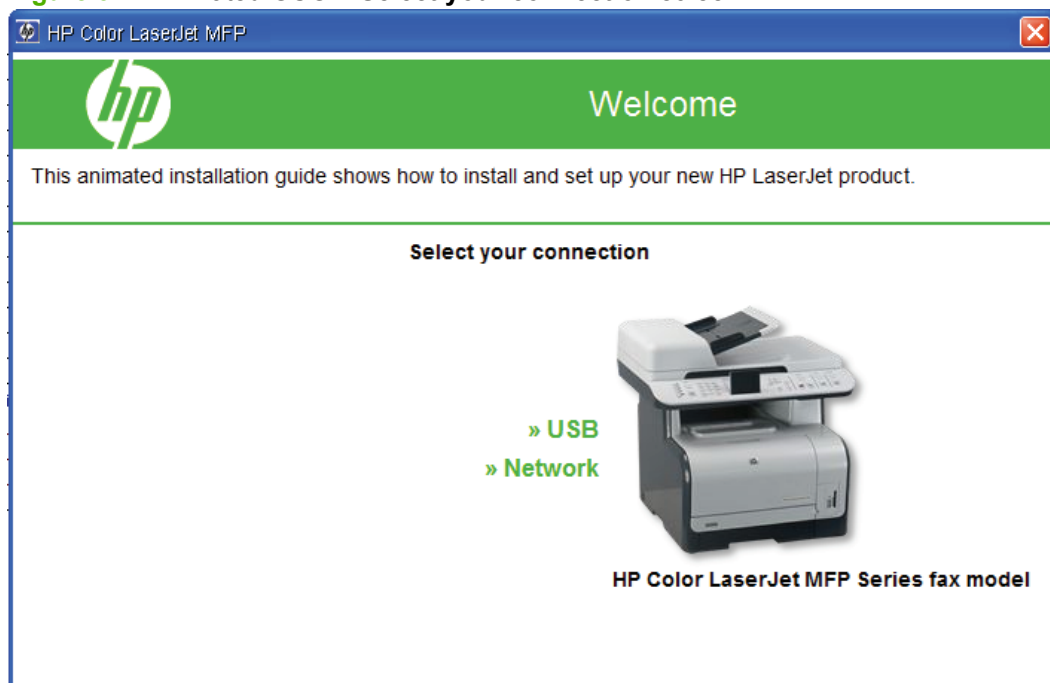 HP Color LaserJet MFP
hp
Welcome
This animated installation guide shows how to install and set up your new HP LaserJet product.
Select your connection
» USB
» Network
HP Color LaserJet MFP Series fax model